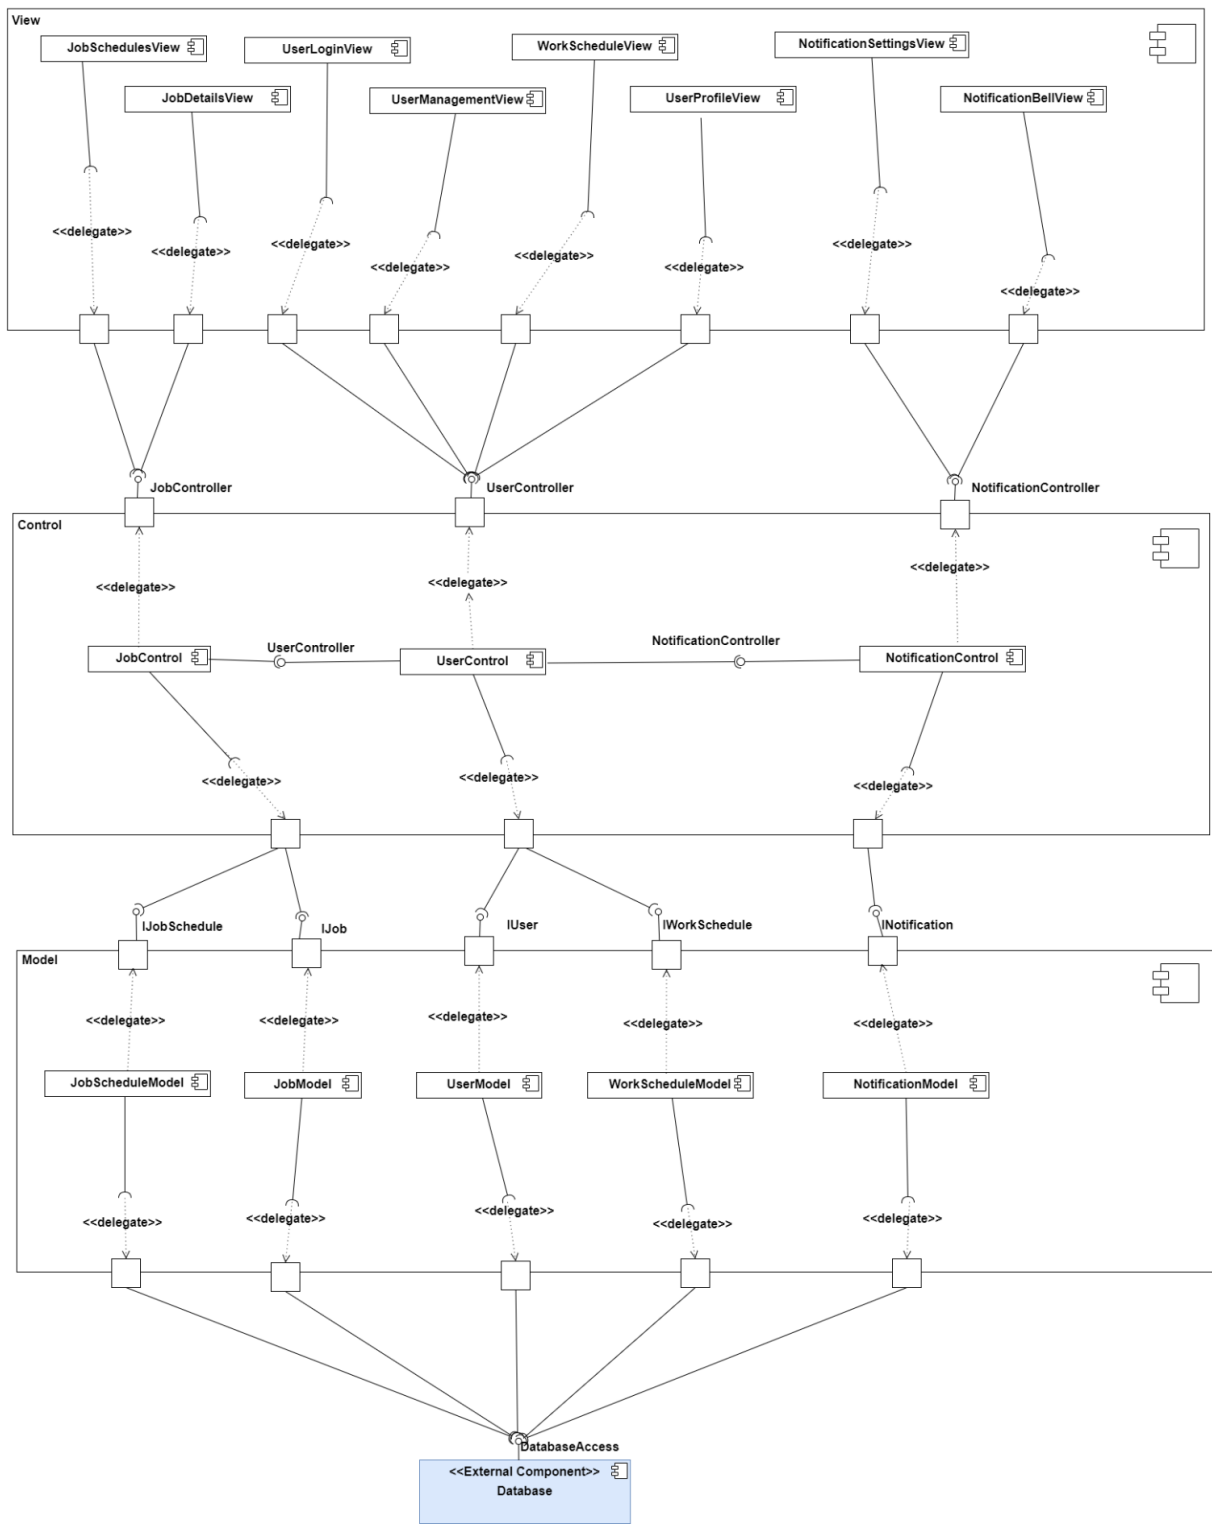 View
JobSchedulesView
UserLoginView
WorkScheduleView
NotificationSettingsView
JobDetailsView
UserManagementView
UserProfileView
NotificationBellView
<<delegate>>
<<delegate>>
<<delegate>>
<<delegate>>
<<delegate>>
<<delegate>>
<<delegate>>
<<delegate>>
JobController
UserController
NotificationController
Control
<<delegate>>
<<delegate>>
<<delegate>>
UserController
NotificationController
JobControl
UserControl
NotificationControl
<<delegate>>
<<delegate>>
<<delegate>>
IJobSchedule
IJob
IUser
IWorkSchedule
INotification
Model
<<delegate>>
<<delegate>>
<<delegate>>
<<delegate>>
<<delegate>>
JobScheduleModel
JobModel
UserModel
WorkScheduleModel
NotificationModel
<<delegate>>
<<delegate>>
<<delegate>>
<<delegate>>
<<delegate>>
DatabaseAccess
<<External Component>>
Database